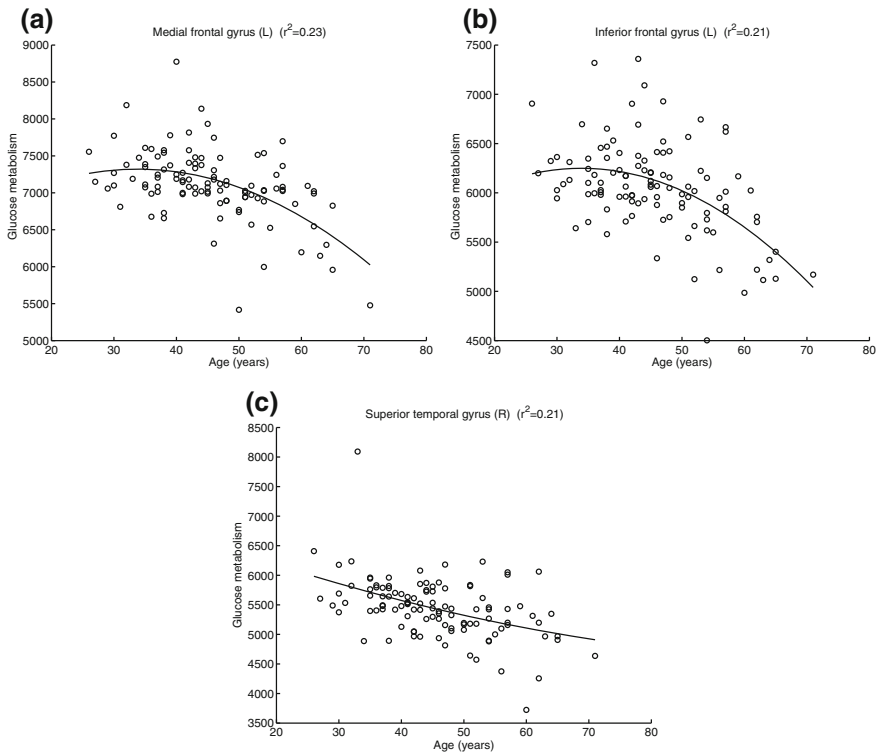 (a)
Medial frontal gyrus (L) (r²=0.23)
9000
8500
8000
7500
7000
6500
6000
5500
5000
Glucose metabolism
20 30 40 50 60 70 80
Age (years)
(b)
Inferior frontal gyrus (L) (r²=0.21)
7500
7000
6500
6000
5500
5000
4500
Glucose metabolism
20 30 40 50 60 70 80
Age (years)
(c)
Superior temporal gyrus (R) (r²=0.21)
8500
8000
7500
7000
6500
6000
5500
5000
4500
4000
3500
Glucose metabolism
20 30 40 50 60 70 80
Age (years)